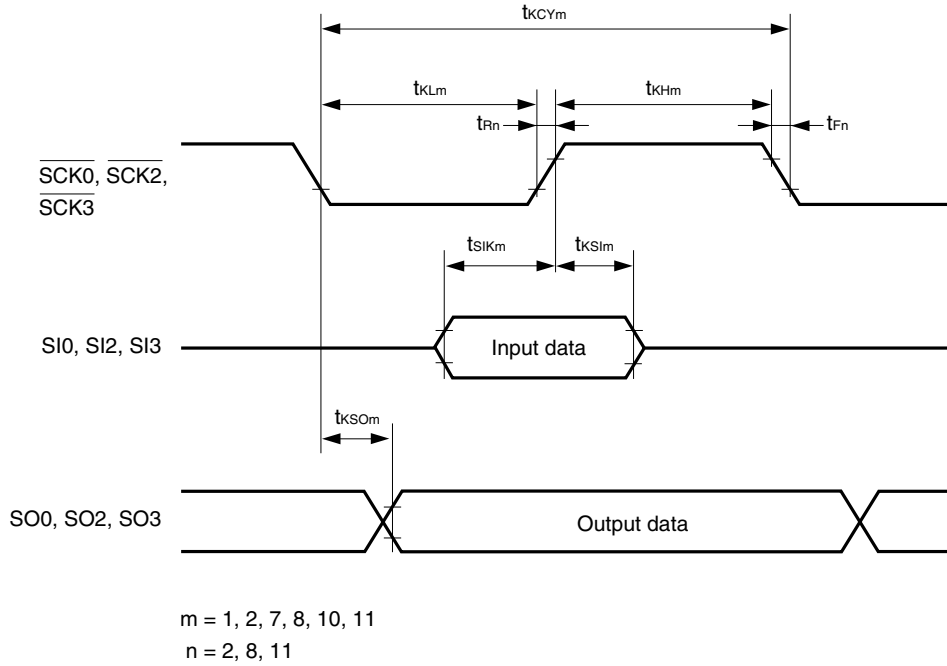 tKCYm
tKLm
tKHm
tRn
tFn
SCK0, SCK2,
SCK3
tSIKm
tKSIm
SI0, SI2, SI3
Input data
tKSOm
SO0, SO2, SO3
Output data
m = 1, 2, 7, 8, 10, 11
n = 2, 8, 11